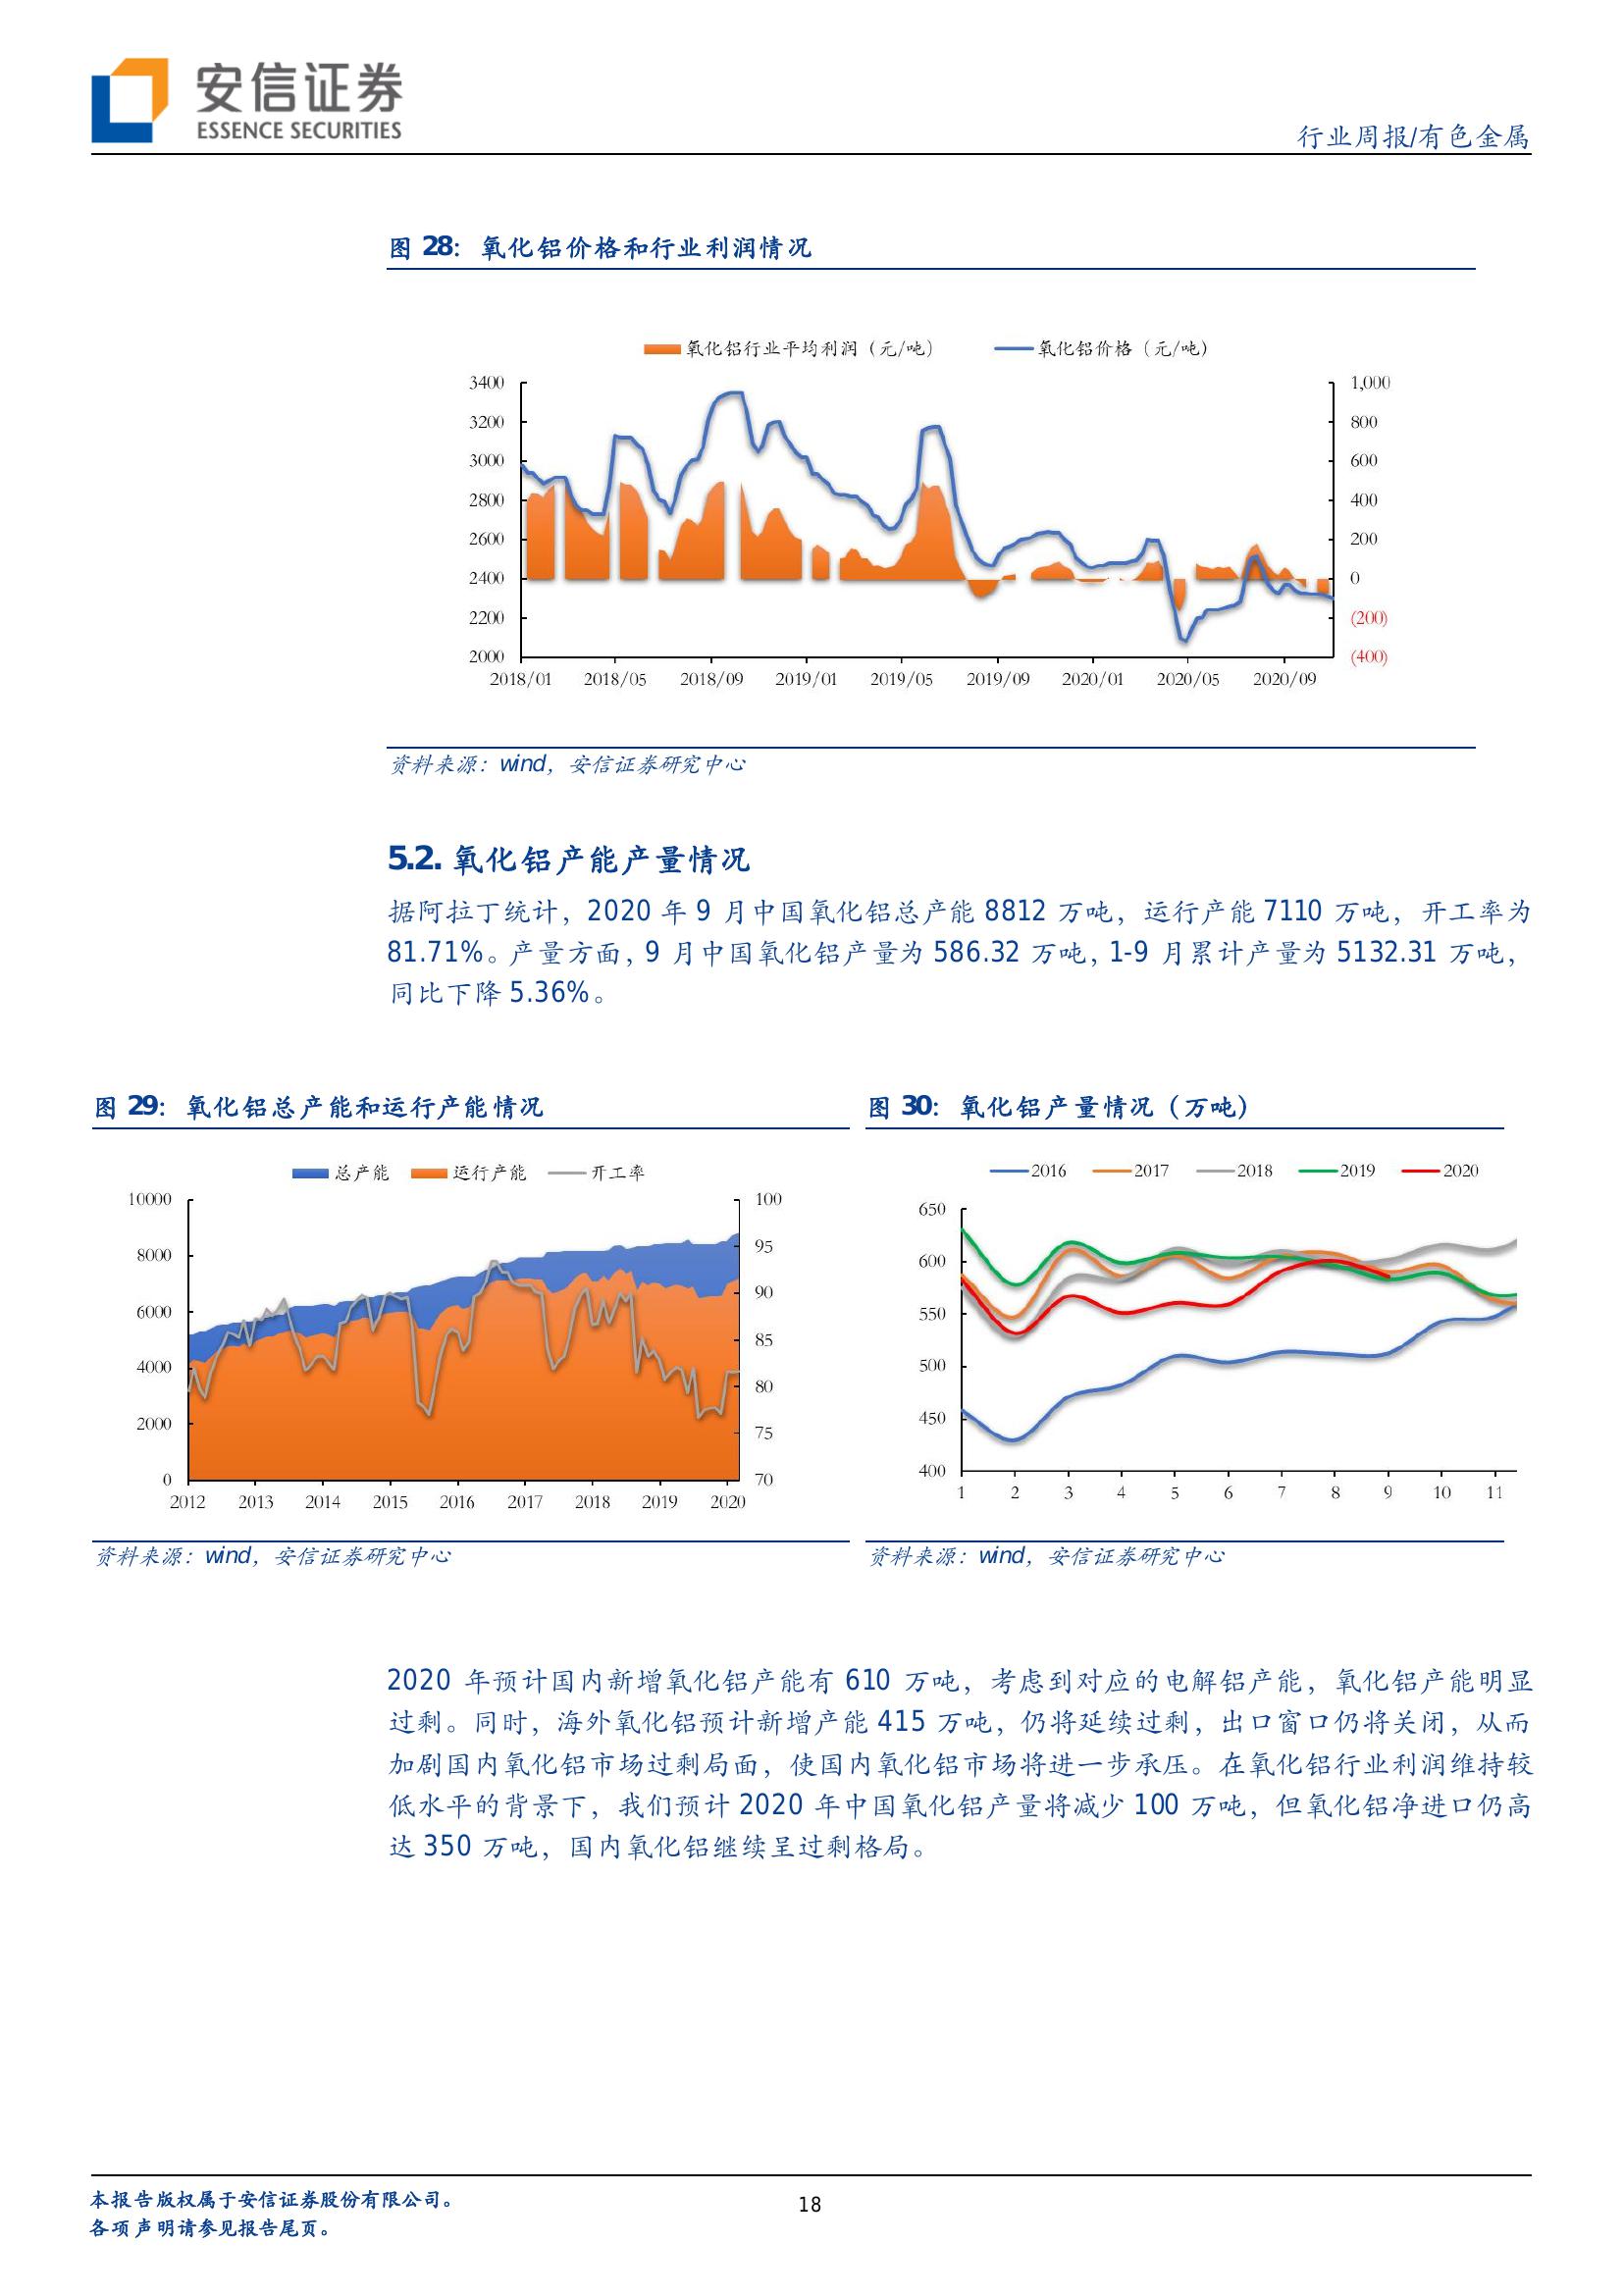 安信证券
ESSENCE SECURITIES
行业周报/有色金属
图 28：氧化铝价格和行业利润情况
氧化铝行业平均利润（元/吨） 氧化铝价格（元/吨）
3400
3200
3000
2800
2600
2400
2200
2000
1,000
800
600
400
200
0
(200)
(400)
2018/01 2018/05 2018/09 2019/01 2019/05 2019/09 2020/01 2020/05 2020/09
资料来源：wind，安信证券研究中心
5.2. 氧化铝产能产量情况
据阿拉丁统计，2020 年 9 月中国氧化铝总产能 8812 万吨，运行产能 7110 万吨，开工率为
81.71%。产量方面，9 月中国氧化铝产量为 586.32 万吨，1-9 月累计产量为 5132.31 万吨，
同比下降 5.36%。
图 29：氧化铝总产能和运行产能情况
总产能 运行产能 开工率
10000
8000
6000
4000
2000
0
100
95
90
85
80
75
70
2012 2013 2014 2015 2016 2017 2018 2019 2020
资料来源：wind，安信证券研究中心
图 30：氧化铝产量情况（万吨）
2016 2017 2018 2019 2020
650
600
550
500
450
400
1 2 3 4 5 6 7 8 9 10 11
资料来源：wind，安信证券研究中心
2020 年预计国内新增氧化铝产能有 610 万吨，考虑到对应的电解铝产能，氧化铝产能明显
过剩。同时，海外氧化铝预计新增产能 415 万吨，仍将延续过剩，出口窗口仍将关闭，从而
加剧国内氧化铝市场过剩局面，使国内氧化铝市场将进一步承压。在氧化铝行业利润维持较
低水平的背景下，我们预计 2020 年中国氧化铝产量将减少 100 万吨，但氧化铝净进口仍高
达 350 万吨，国内氧化铝继续呈过剩格局。
本报告版权属于安信证券股份有限公司。
各项声明请参见报告尾页。
18